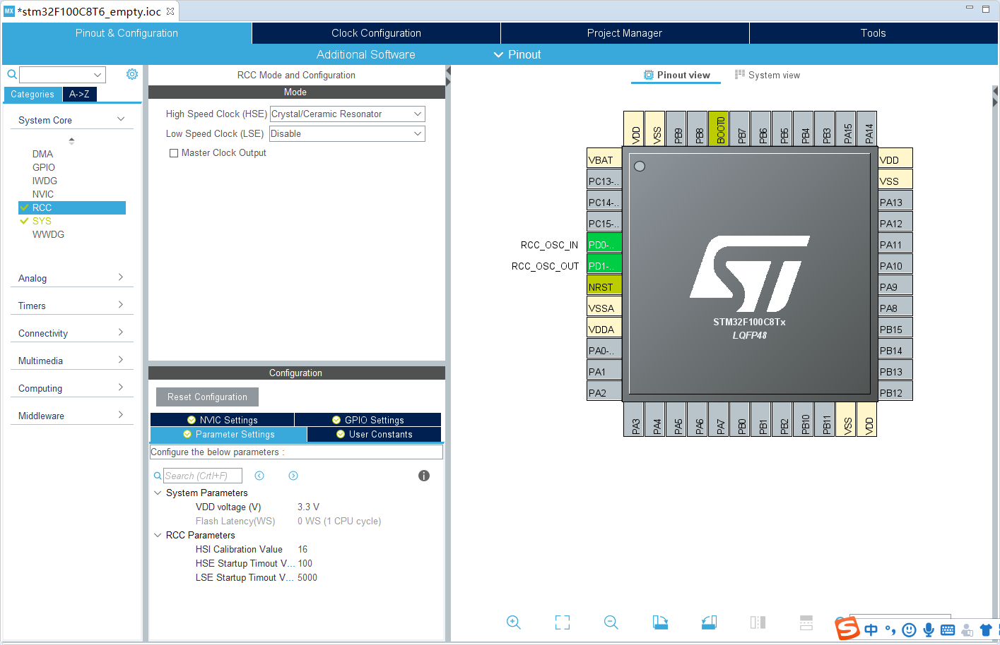 MX *stm32F100C8T6_empty.ioc
Pinout & Configuration
Clock Configuration
Project Manager
Tools
Additional Software
Pinout
Categories
A->Z
System Core
DMA
GPIO
IWDG
NVIC
RCC
SYS
WWDG
Analog
Timers
Connectivity
Multimedia
Computing
Middleware
RCC Mode and Configuration
Mode
High Speed Clock (HSE) Crystal/Ceramic Resonator
Low Speed Clock (LSE) Disable
Master Clock Output
Configuration
Reset Configuration
NVIC Settings
GPIO Settings
Parameter Settings
User Constants
Configure the below parameters :
Search (Crtl+F)
System Parameters
VDD voltage (V) 3.3 V
Flash Latency(WS) 0 WS (1 CPU cycle)
RCC Parameters
HSI Calibration Value 16
HSE Startup Timout V... 100
LSE Startup Timout V... 5000
Pinout view
System view
VDD
VSS
PB9
PB8
BOOT0
PB7
PB6
PB5
PB4
PB3
PA15
PA14
VBAT
PC13-..
PC14-..
PC15-..
RCC_OSC_IN PD0-..
RCC_OSC_OUT PD1-..
NRST
VSSA
VDDA
PA0-..
PA1
PA2
ST
STM32F100C8Tx
LQFP48
VDD
VSS
PA13
PA12
PA11
PA10
PA9
PA8
PB15
PB14
PB13
PB12
PA3
PA4
PA5
PA6
PA7
PB0
PB1
PB2
PB10
PB11
VSS
VDD
S 中 °,